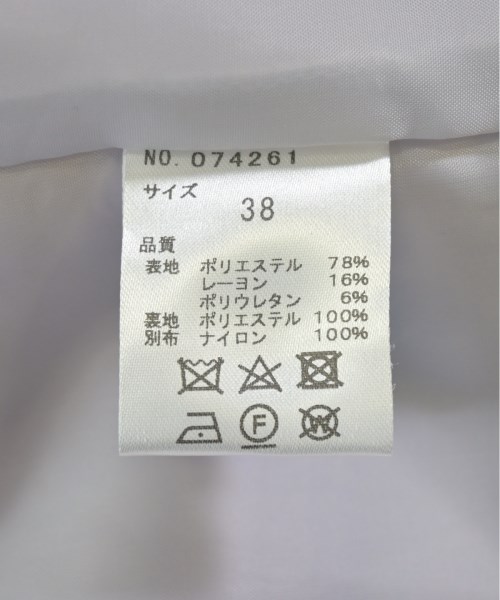 NO. 074261
サイズ
38
品質
表地 ポリエステル 78%
レーヨン 16%
ポリウレタン 6%
裏地 ポリエステル 100%
別布 ナイロン 100%
F W